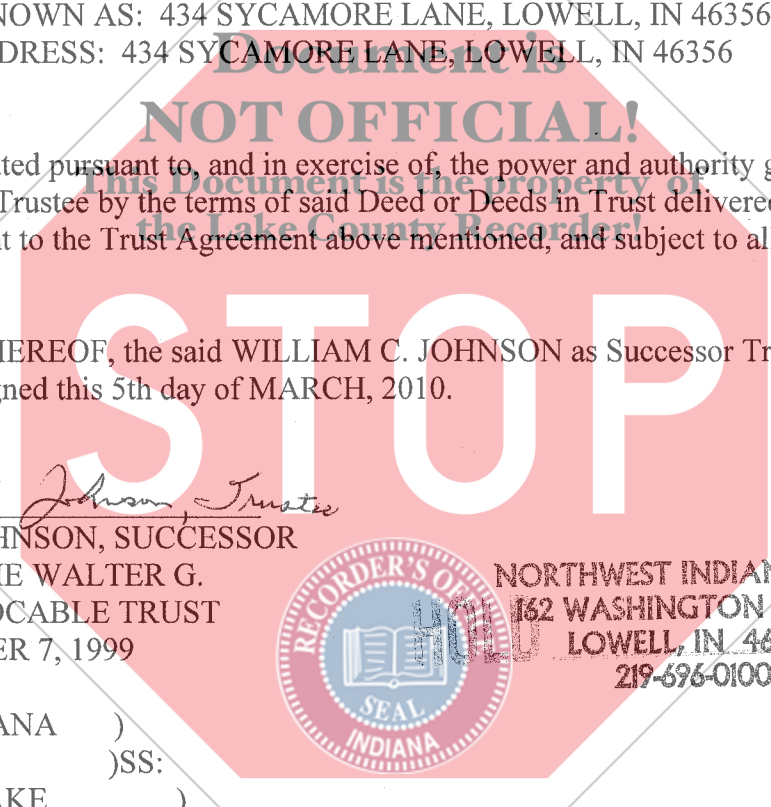 NOWN AS: 434 SYCAMORE LANE, LOWELL, IN 46356
DRESS: 434 SYCAMORE LANE, LOWELL, IN 46356
Document is
NOT OFFICIAL!
ted pursuant to, and in exercise of, the power and authority g
This Document is the property of
Trustee by the terms of said Deed or Deeds in Trust delivered
the Lake County Recorder!
t to the Trust Agreement above mentioned, and subject to all
STOP
HEREOF, the said WILLIAM C. JOHNSON as Successor Tr
gned this 5th day of MARCH, 2010.
Johnson, Trustee
HNSON, SUCCESSOR
HE WALTER G.
OCABLE TRUST
ER 7, 1999
RECORDER'S OF
SEAL
INDIANA
HOLD
NORTHWEST INDIAN
162 WASHINGTON
LOWELL, IN 46
219-696-0100
ANA )
)SS:
AKE )